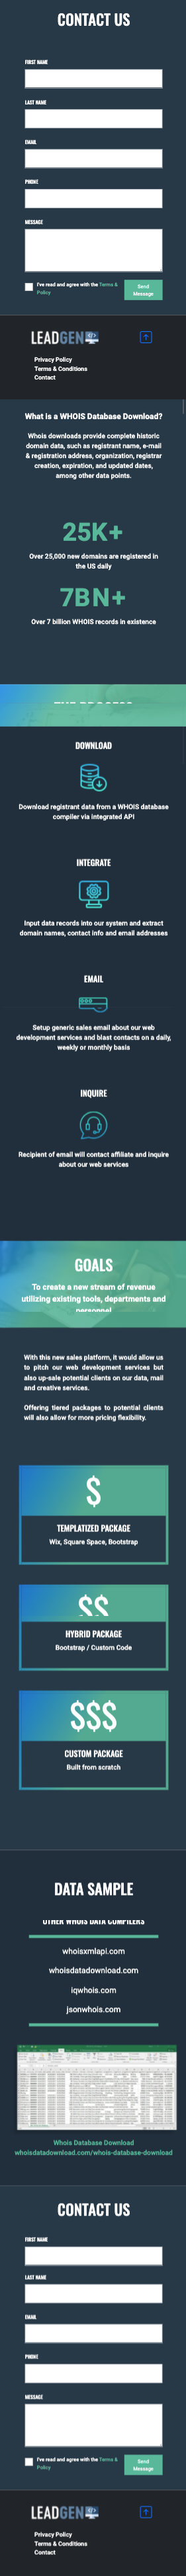 CONTACT US
FIRST NAME
LAST NAME
EMAIL
PHONE
MESSAGE
I've read and agree with the Terms &
Policy
Send
Message
LEADGEN
Privacy Policy
Terms & Conditions
Contact
What is a WHOIS Database Download?
Whois downloads provide complete historic
domain data, such as registrant name, e-mail
& registration address, organization, registrar
creation, expiration, and updated dates,
among other data points.
25K+
Over 25,000 new domains are registered in
the US daily
7BN+
Over 7 billion WHOIS records in existence
DOWNLOAD
Download registrant data from a WHOIS database
compiler via integrated API
INTEGRATE
Input data records into our system and extract
domain names, contact info and email addresses
EMAIL
Setup generic sales email about our web
development services and blast contacts on a daily,
weekly or monthly basis
INQUIRE
Recipient of email will contact affiliate and inquire
about our web services
GOALS
To create a new stream of revenue
utilizing existing tools, departments and
personnel
With this new sales platform, it would allow us
to pitch our web development services but
also up-sale potential clients on our data, mail
and creative services.
Offering tiered packages to potential clients
will also allow for more pricing flexibility.
$
TEMPLATIZED PACKAGE
Wix, Square Space, Bootstrap
$$
HYBRID PACKAGE
Bootstrap / Custom Code
$$$
CUSTOM PACKAGE
Built from scratch
DATA SAMPLE
OTHER WHOIS DATA COMPILERS
whoisxmlapi.com
whoisdatadownload.com
iqwhois.com
jsonwhois.com
Whois Database Download
whoisdatadownload.com/whois-database-download
CONTACT US
FIRST NAME
LAST NAME
EMAIL
PHONE
MESSAGE
I've read and agree with the Terms &
Policy
Send
Message
LEADGEN
Privacy Policy
Terms & Conditions
Contact